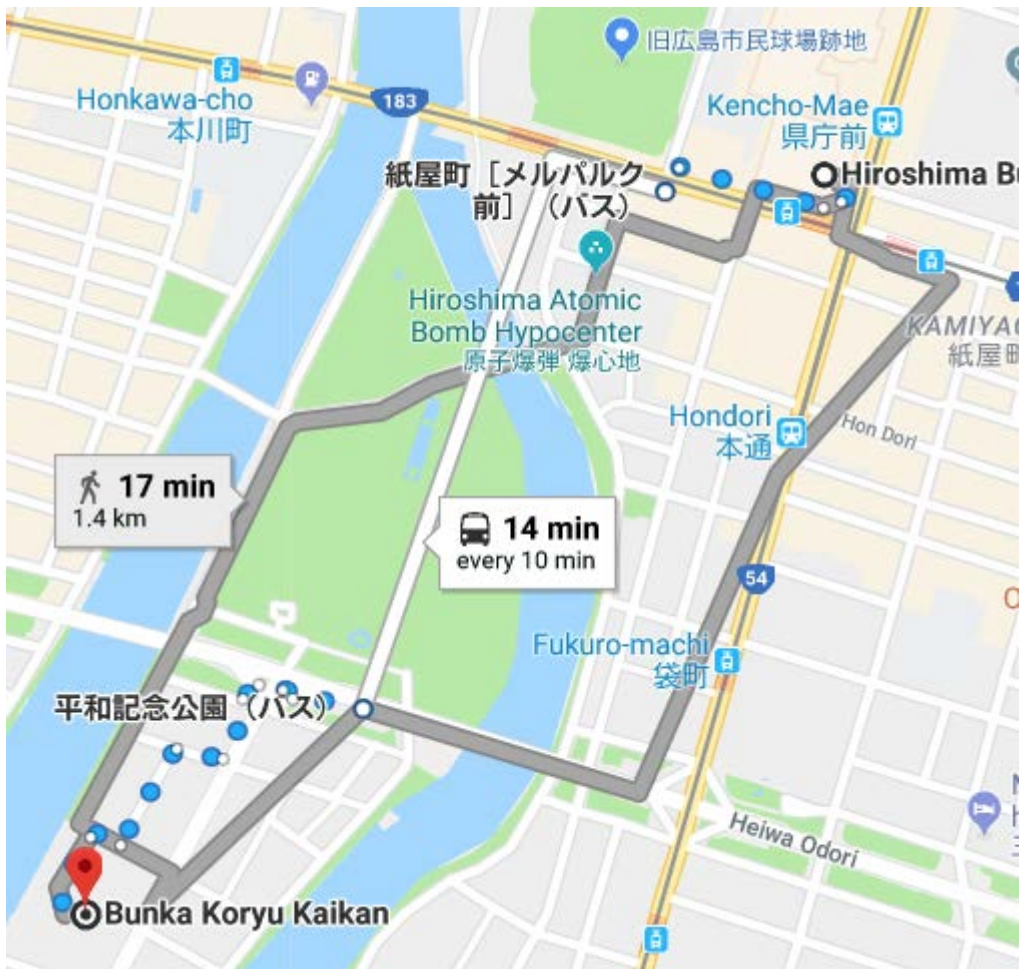 旧広島市民球場跡地
Honkawa-cho
本川町
183
Kencho-Mae
県庁前
紙屋町［メルパルク
前］（バス）
Hiroshima Bu
Hiroshima Atomic
Bomb Hypocenter
原子爆弾 爆心地
KAMIYAC
紙屋町
Hondori
本通
Hon Dori
17 min
1.4 km
14 min
every 10 min
54
Fukuro-machi
袋町
平和記念公園（バス）
Heiwa Odori
Bunka Koryu Kaikan